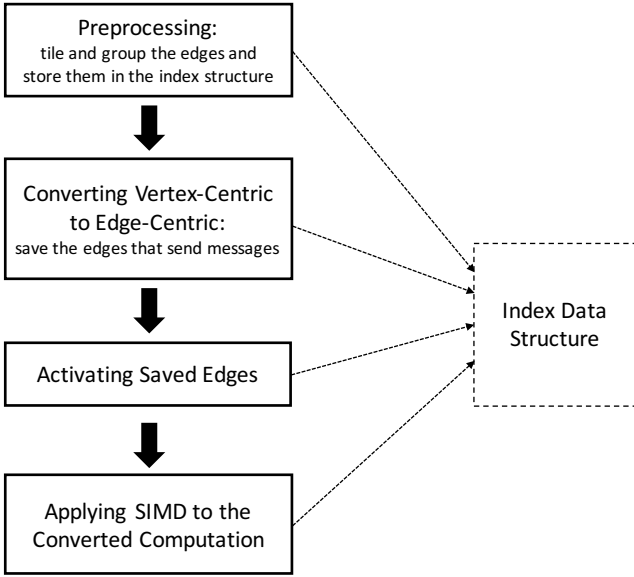 Preprocessing:
tile and group the edges and
store them in the index structure
Converting Vertex-Centric
to Edge-Centric:
save the edges that send messages
Index Data
Structure
Activating Saved Edges
Applying SIMD to the
Converted Computation